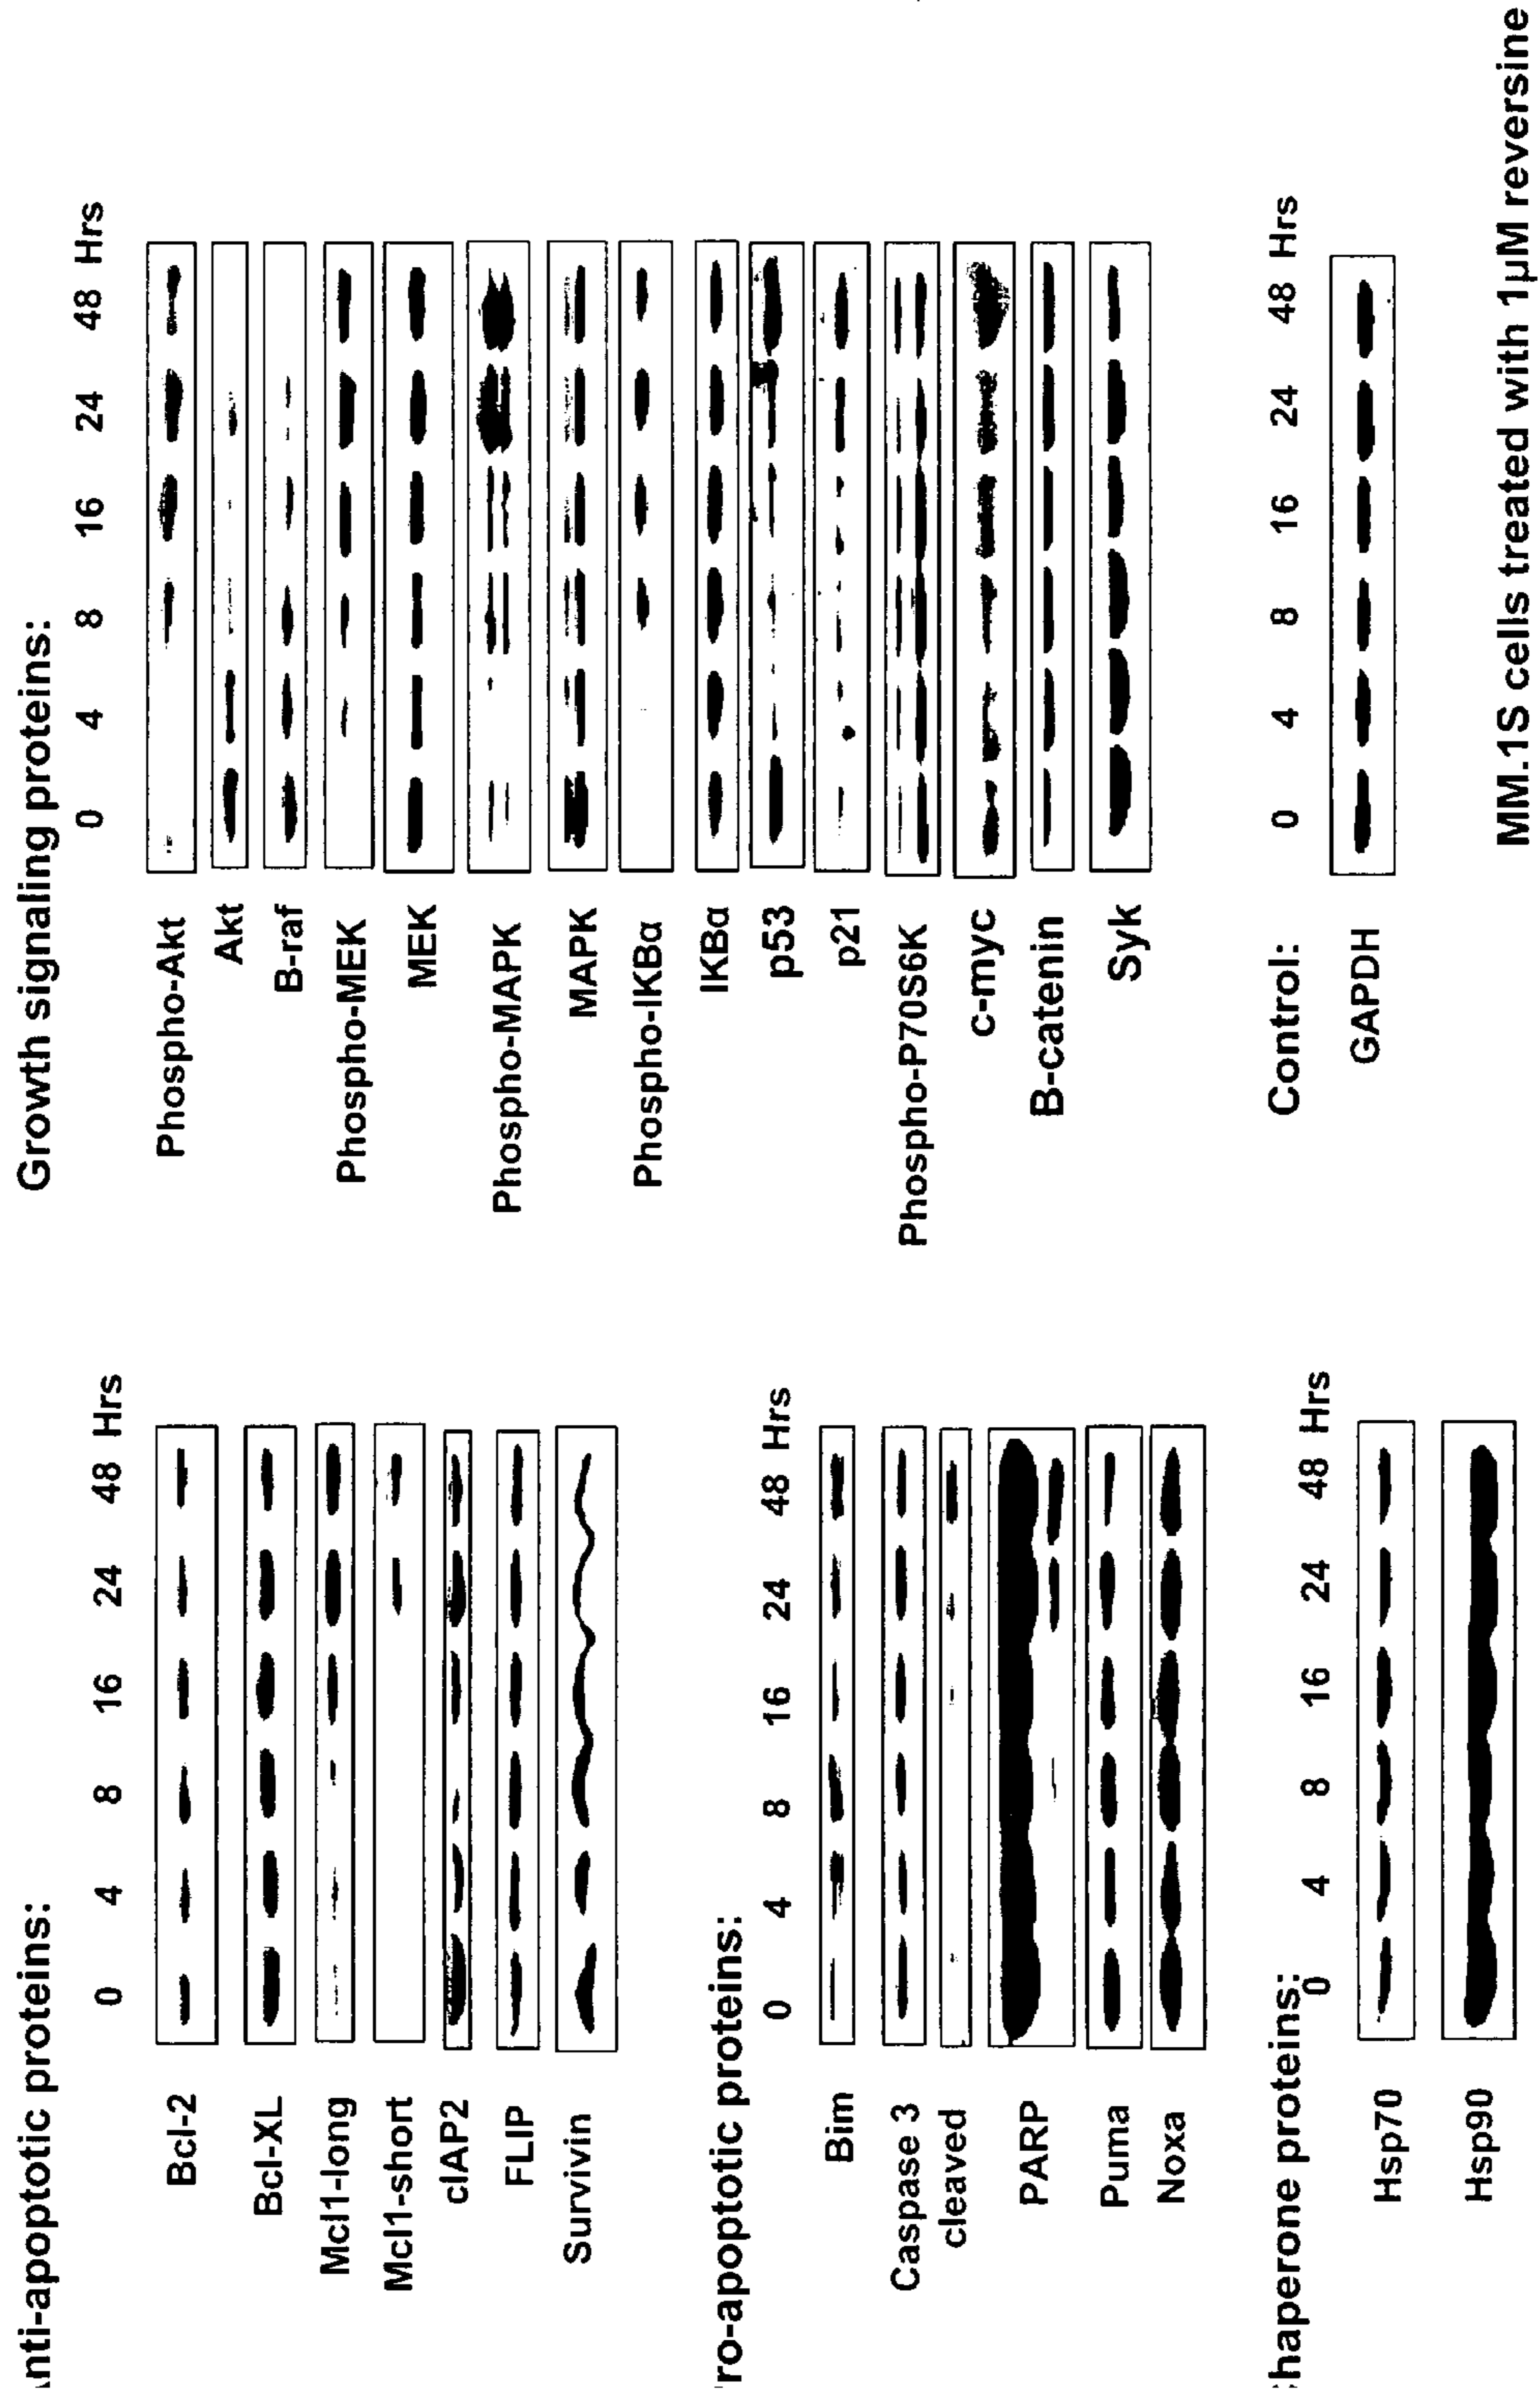 nti-apoptotic proteins:
0 4 8 16 24 48 Hrs
Bcl-2
Bcl-XL
Mcl1-long
Mcl1-short
cIAP2
FLIP
Survivin
ro-apoptotic proteins:
0 4 8 16 24 48 Hrs
Bim
Caspase 3
cleaved
PARP
Puma
Noxa
haperone proteins:
0 4 8 16 24 48 Hrs
Hsp70
Hsp90
Growth signaling proteins:
0 4 8 16 24 48 Hrs
Phospho-Akt
Akt
B-raf
Phospho-MEK
MEK
Phospho-MAPK
MAPK
Phospho-IKBα
IKBα
p53
p21
Phospho-P70S6K
c-myc
B-catenin
Syk
Control:
0 4 8 16 24 48 Hrs
GAPDH
MM.1S cells treated with 1µM reversine